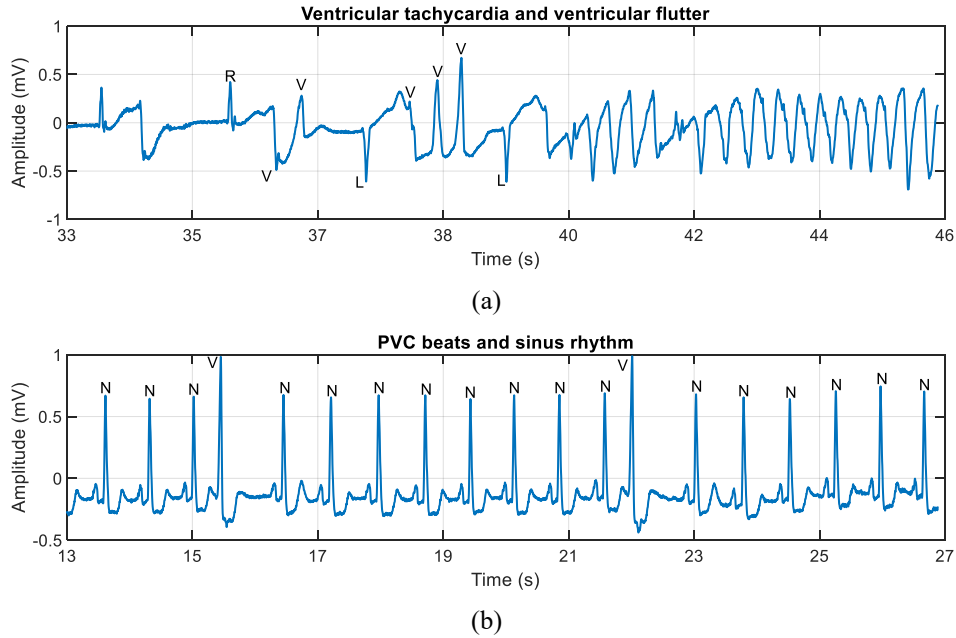 Ventricular tachycardia and ventricular flutter
1
0.5
0
-0.5
-1
Amplitude (mV)
R
V
V
L
V
V
V
L
33 35 37 38 40 42 44 46
Time (s)
(a)
PVC beats and sinus rhythm
1
0.5
0
-0.5
Amplitude (mV)
N N N V N N N N N N N N V N N N N N N
13 15 17 19 21 23 25 27
Time (s)
(b)